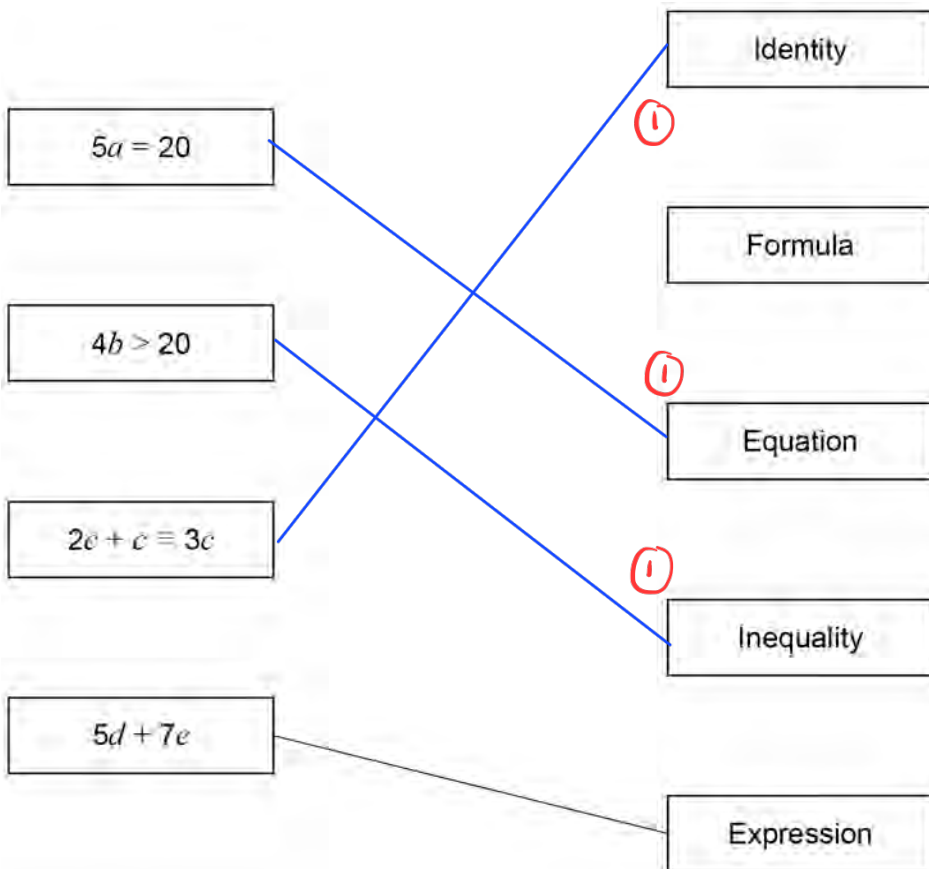 Identity
①
5a = 20
Formula
4b > 20
①
Equation
2c + c ≡ 3c
①
Inequality
5d + 7e
Expression